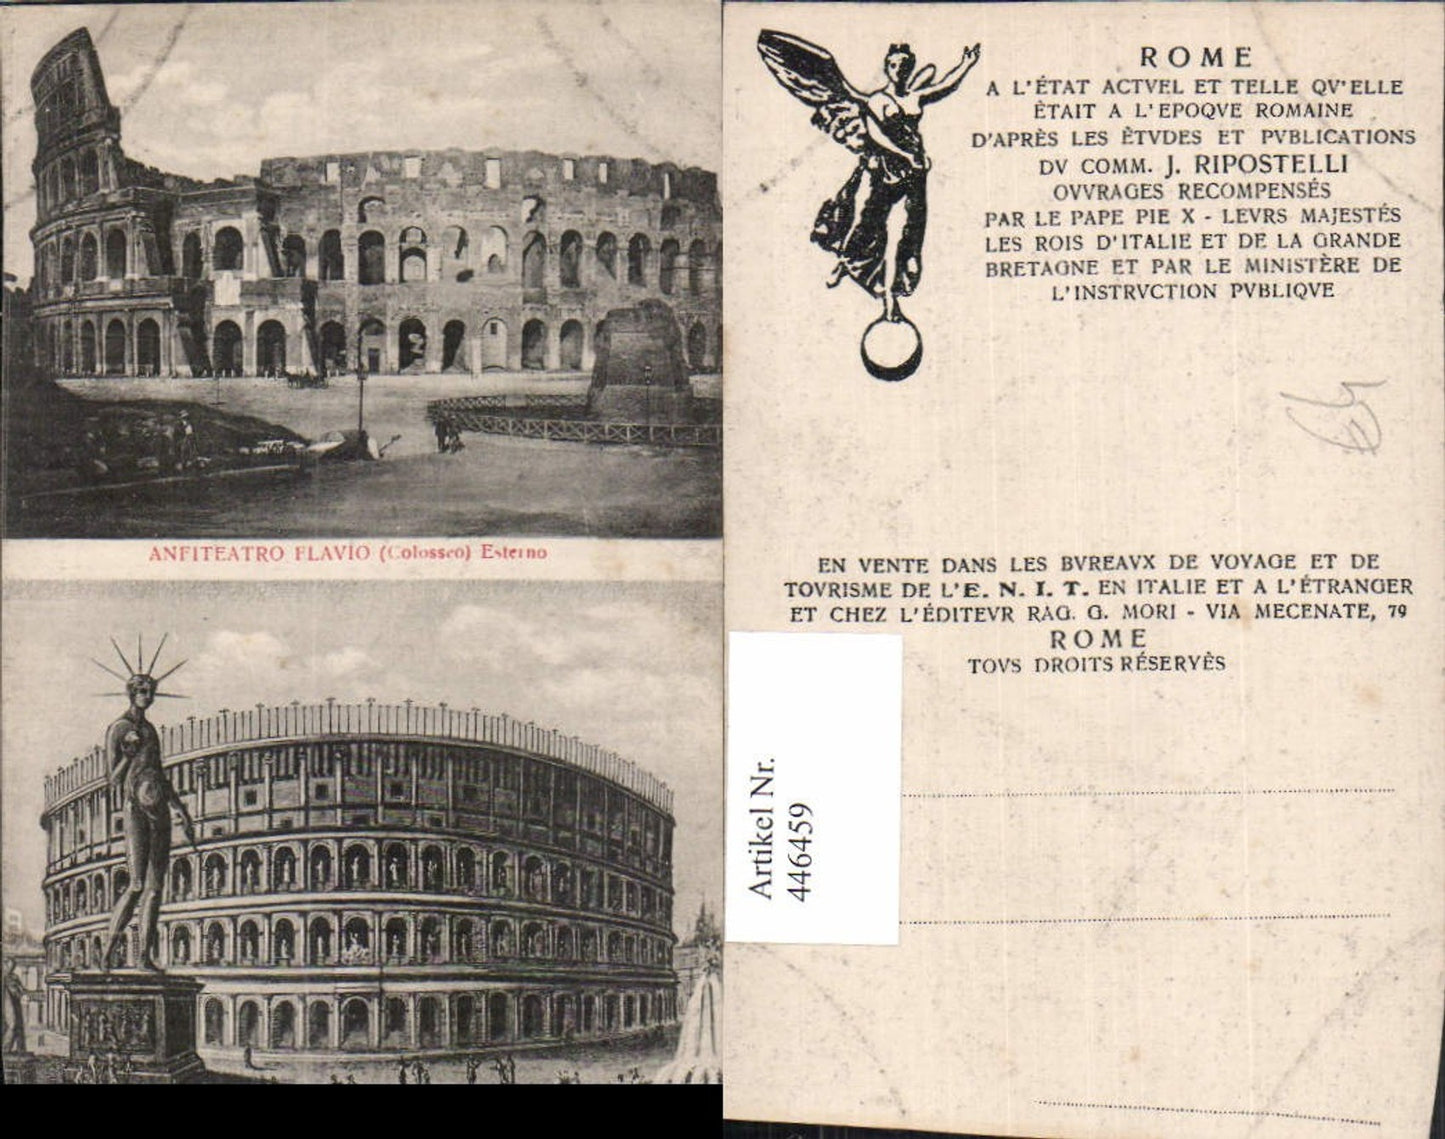 ANFITEATRO FLAVIO (Colosseo) Esterno
ROME
A L'ÉTAT ACTVEL ET TELLE QV'ELLE
ÈTAIT A L'EPOQVE ROMAINE
D'APRÈS LES ÈTVDES ET PVBLICATIONS
DV COMM. J. RIPOSTELLI
OVVRAGES RECOMPENSÉS
PAR LE PAPE PIE X - LEVRS MAJESTÉS
LES ROIS D'ITALIE ET DE LA GRANDE
BRETAGNE ET PAR LE MINISTÈRE DE
L'INSTRVCTION PVBLIQVE
EN VENTE DANS LES BVREAVX DE VOYAGE ET DE
TOVRISME DE L'E. N. I. T. EN ITALIE ET A L'ÉTRANGER
ET CHEZ L'ÉDITEVR RAG. G. MORI - VIA MECENATE, 79
ROME
TOVS DROITS RÉSERVÈS
Artikel Nr.
446459